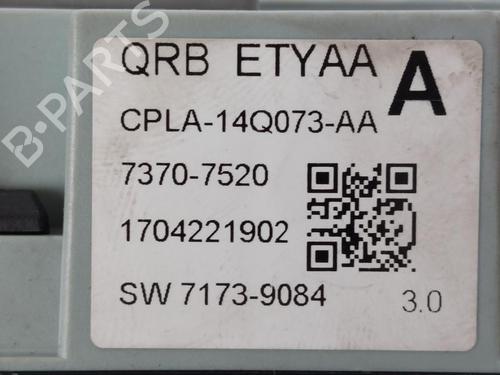 QRB ETYAA A
CPLA-14Q073-AA
7370-7520
1704221902
SW 7173-9084
3.0
B-PARTS